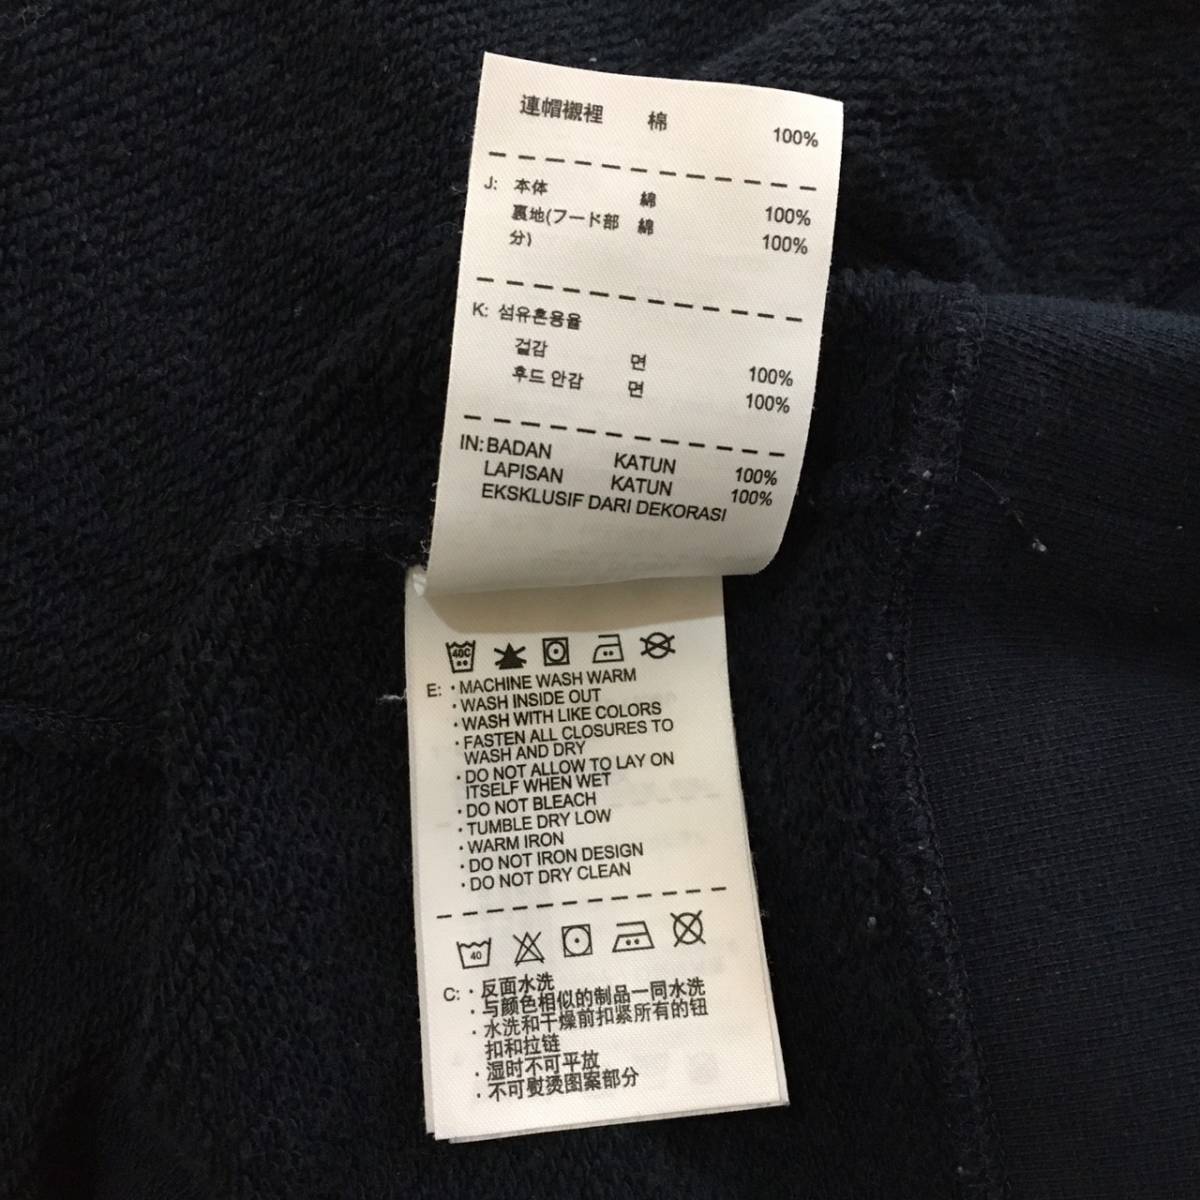 連帽襯裡 棉 100%
J: 本体 綿 100%
裏地(フード部 綿 100%
分)
K: 섬유혼용율
겉감 면 100%
후드 안감 면 100%
IN: BADAN KATUN 100%
LAPISAN KATUN 100%
EKSKLUSIF DARI DEKORASI
40C
E: · MACHINE WASH WARM
· WASH INSIDE OUT
· WASH WITH LIKE COLORS
· FASTEN ALL CLOSURES TO
WASH AND DRY
· DO NOT ALLOW TO LAY ON
ITSELF WHEN WET
· DO NOT BLEACH
· TUMBLE DRY LOW
· WARM IRON
· DO NOT IRON DESIGN
· DO NOT DRY CLEAN
40
C: · 反面水洗
· 与颜色相似的制品一同水洗
· 水洗和干燥前扣紧所有的钮
扣和拉链
· 湿时不可平放
· 不可熨烫图案部分